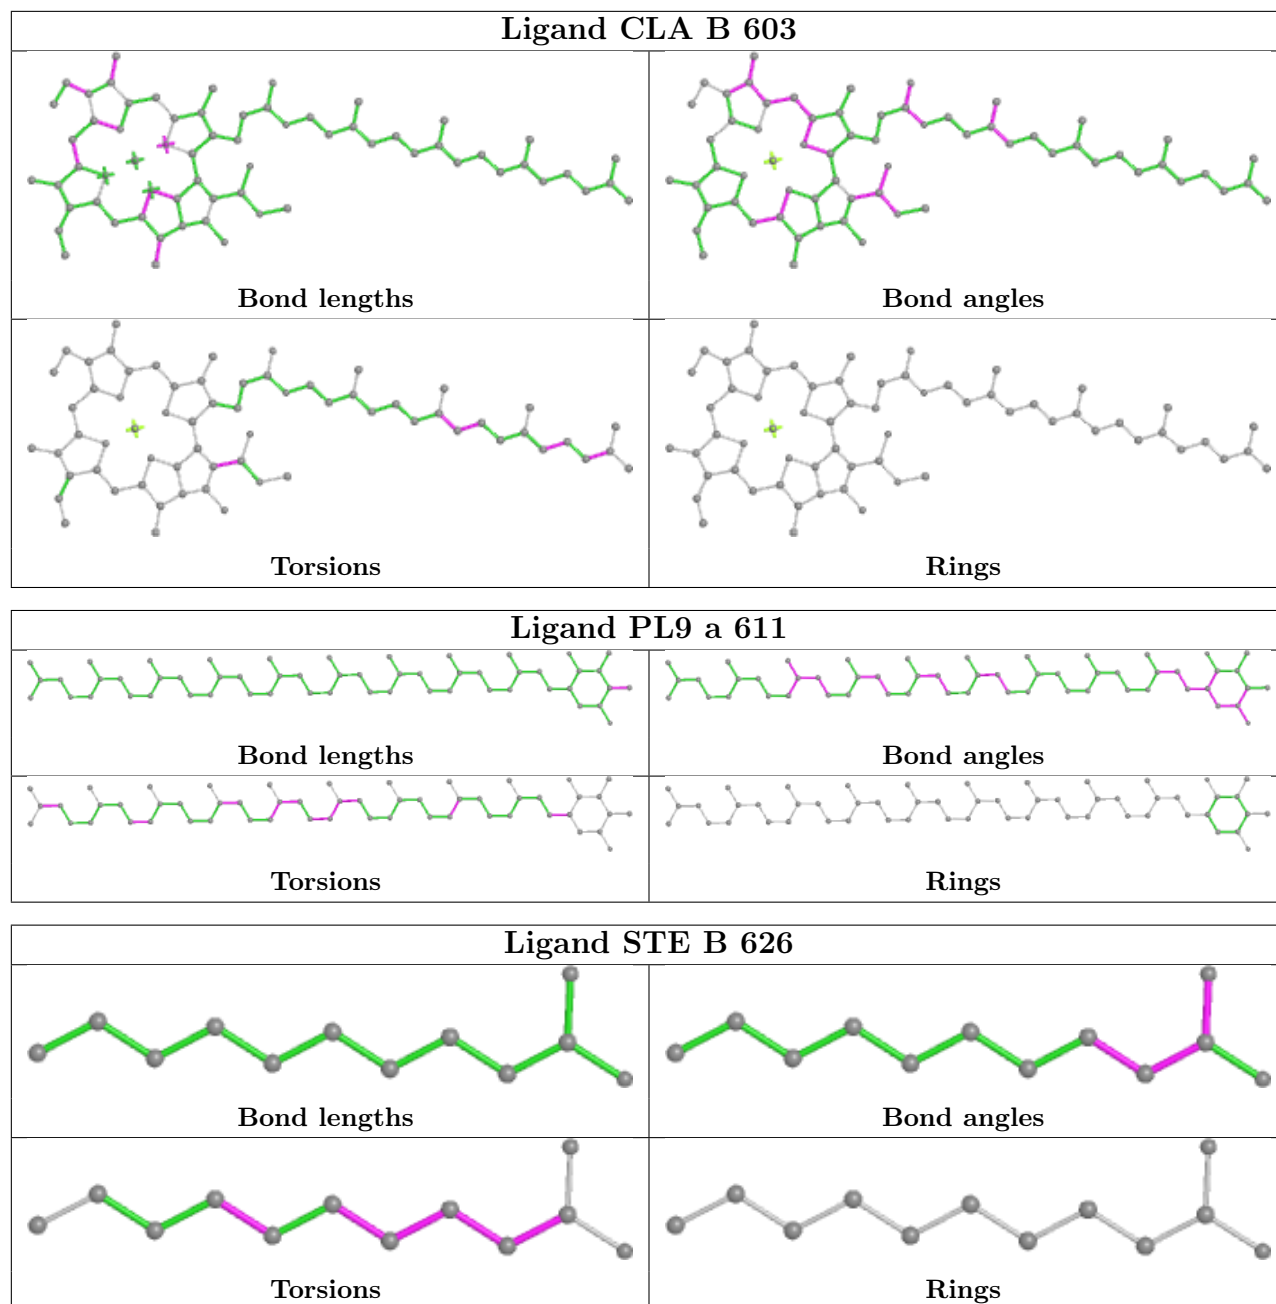 Ligand CLA B 603
Bond lengths
Bond angles
Torsions
Rings
Ligand PL9 a 611
Bond lengths
Bond angles
Torsions
Rings
Ligand STE B 626
Bond lengths
Bond angles
Torsions
Rings